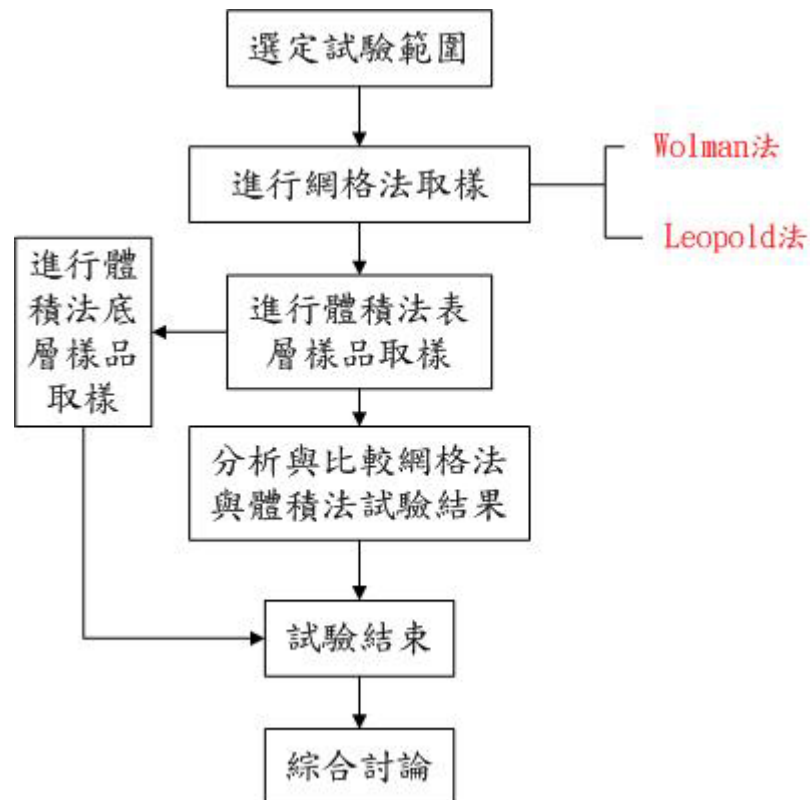 選定試驗範圍
進行網格法取樣
Wolman法
Leopold法
進行體
積法底
層樣品
取樣
進行體積法表
層樣品取樣
分析與比較網格法
與體積法試驗結果
試驗結束
綜合討論